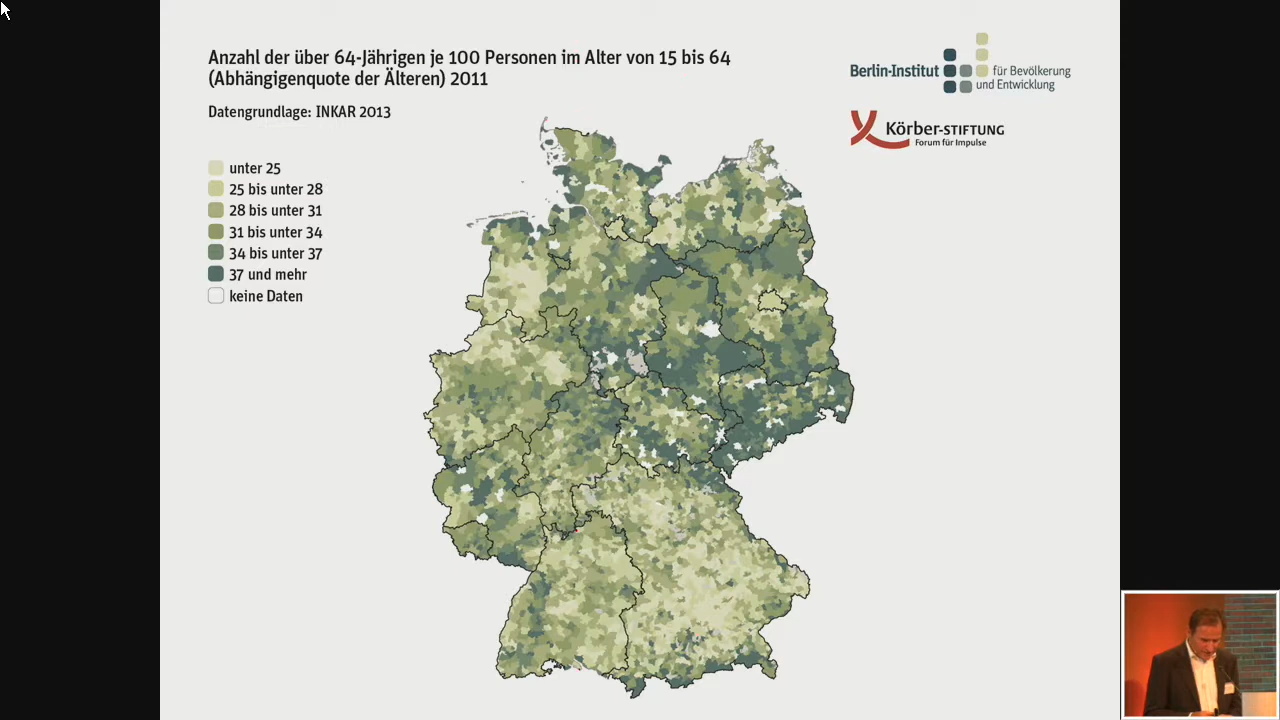 Anzahl der über 64-Jährigen je 100 Personen im Alter von 15 bis 64
(Abhängigenquote der Älteren) 2011
Datengrundlage: INKAR 2013
Berlin-Institut für Bevölkerung
und Entwicklung
Körber-STIFTUNG
Forum für Impulse
unter 25
25 bis unter 28
28 bis unter 31
31 bis unter 34
34 bis unter 37
37 und mehr
keine Daten